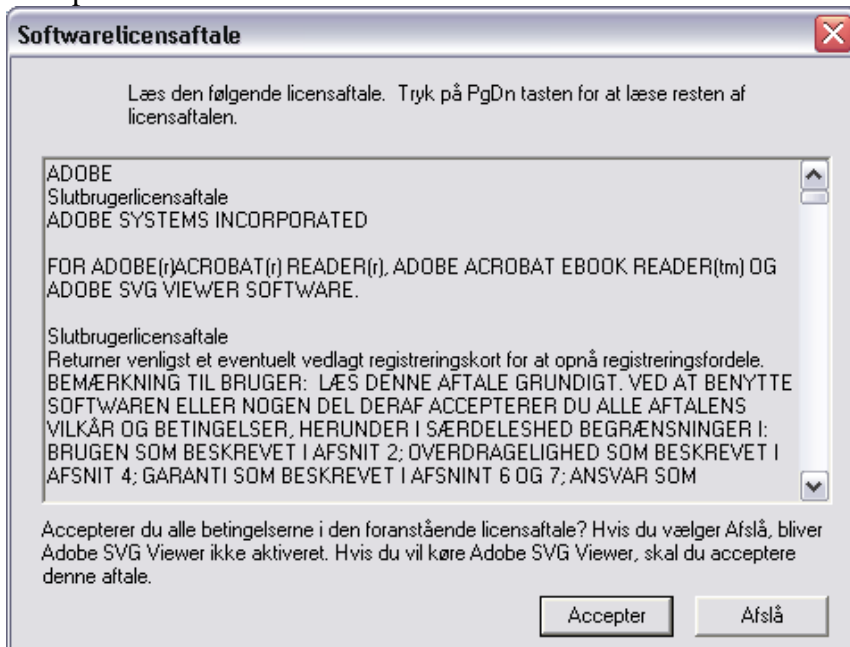 Softwarelicensaftale
Læs den følgende licensaftale. Tryk på PgDn tasten for at læse resten af
licensaftalen.
ADOBE
Slutbrugerlicensaftale
ADOBE SYSTEMS INCORPORATED
FOR ADOBE(r)ACROBAT(r) READER(r), ADOBE ACROBAT EBOOK READER(tm) OG
ADOBE SVG VIEWER SOFTWARE.
Slutbrugerlicensaftale
Returner venligst et eventuelt vedlagt registreringskort for at opnå registreringsfordele.
BEMÆRKNING TIL BRUGER: LÆS DENNE AFTALE GRUNDIGT. VED AT BENYTTE
SOFTWAREN ELLER NOGEN DEL DERAF ACCEPTERER DU ALLE AFTALENS
VILKÅR OG BETINGELSER, HERUNDER I SÆRDELESHED BEGRÆNSNINGER I:
BRUGEN SOM BESKREVET I AFSNIT 2; OVERDRAGELIGHED SOM BESKREVET I
AFSNIT 4; GARANTI SOM BESKREVET I AFSNINT 6 OG 7; ANSVAR SOM
Accepterer du alle betingelserne i den foranstående licensaftale? Hvis du vælger Afslå, bliver
Adobe SVG Viewer ikke aktiveret. Hvis du vil køre Adobe SVG Viewer, skal du acceptere
denne aftale.
Accepter
Afslå